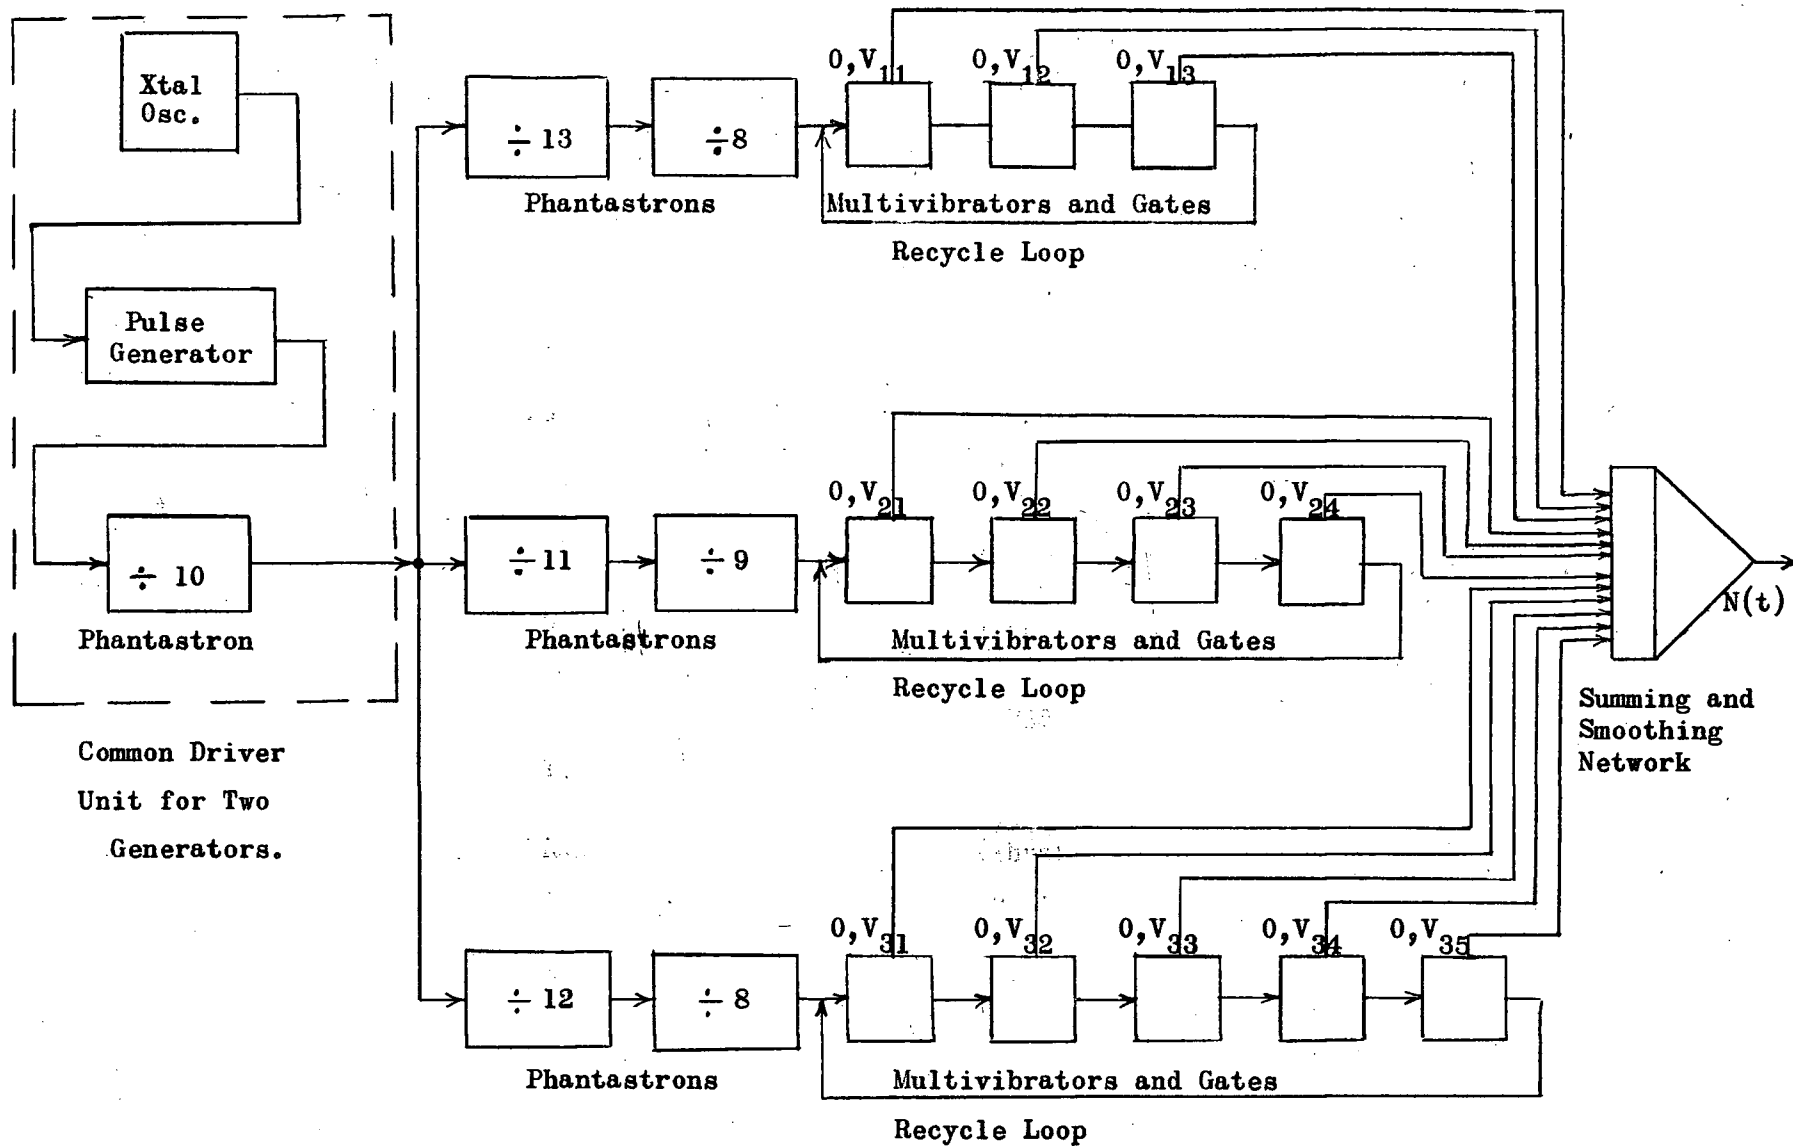 Xtal
Osc.
Pulse
Generator
÷ 10
Phantastron
Common Driver
Unit for Two
Generators.
÷ 13
÷8
Phantastrons
0,V11
0,V12
0,V13
Multivibrators and Gates
Recycle Loop
÷ 11
÷ 9
Phantastrons
0,V21
0,V22
0,V23
0,V24
Multivibrators and Gates
Recycle Loop
÷ 12
÷ 8
Phantastrons
0,V31
0,V32
0,V33
0,V34
0,V35
Multivibrators and Gates
Recycle Loop
N(t)
Summing and
Smoothing
Network